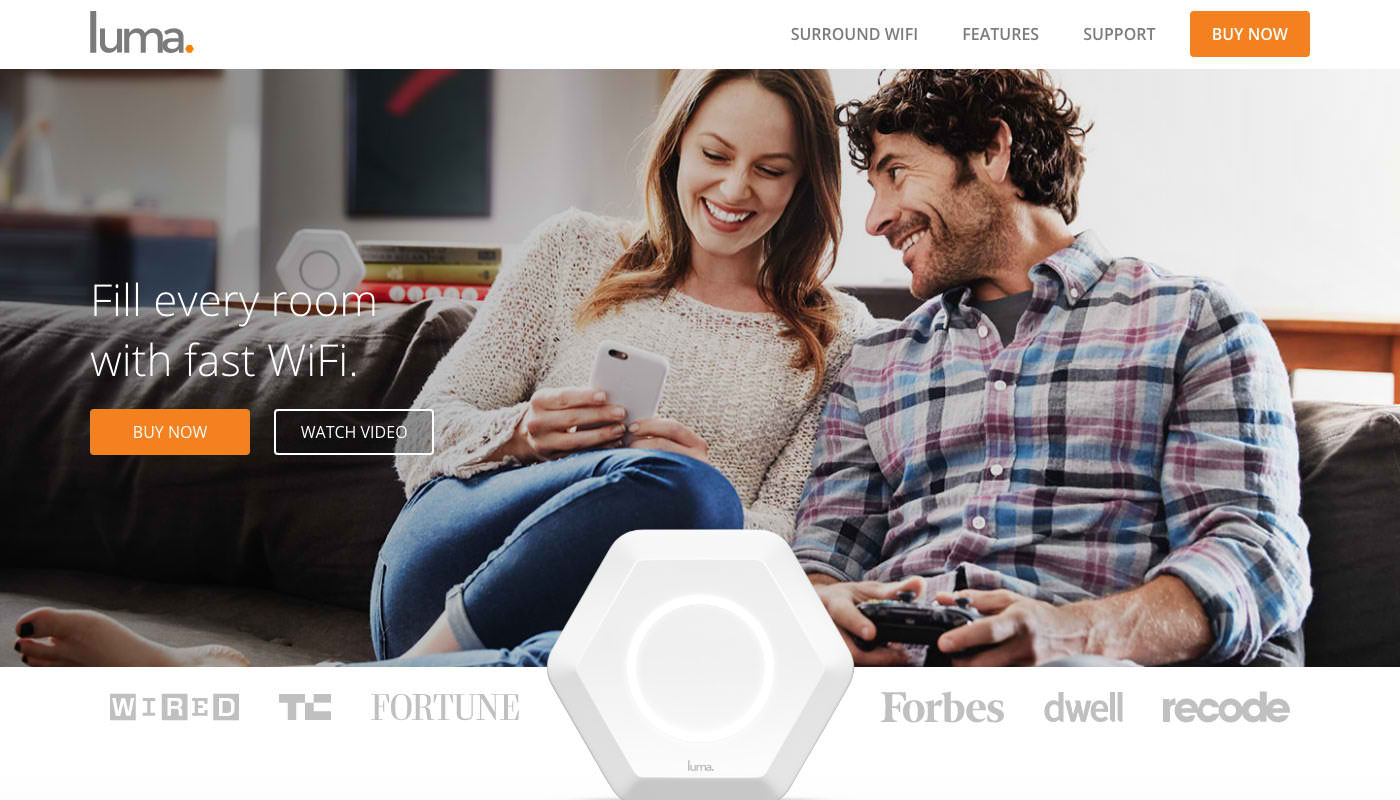 luma.
SURROUND WIFI
FEATURES
SUPPORT
BUY NOW
Fill every room
with fast WiFi.
BUY NOW
WATCH VIDEO
WIRED
TC
FORTUNE
Forbes
dwell
recode
luma.